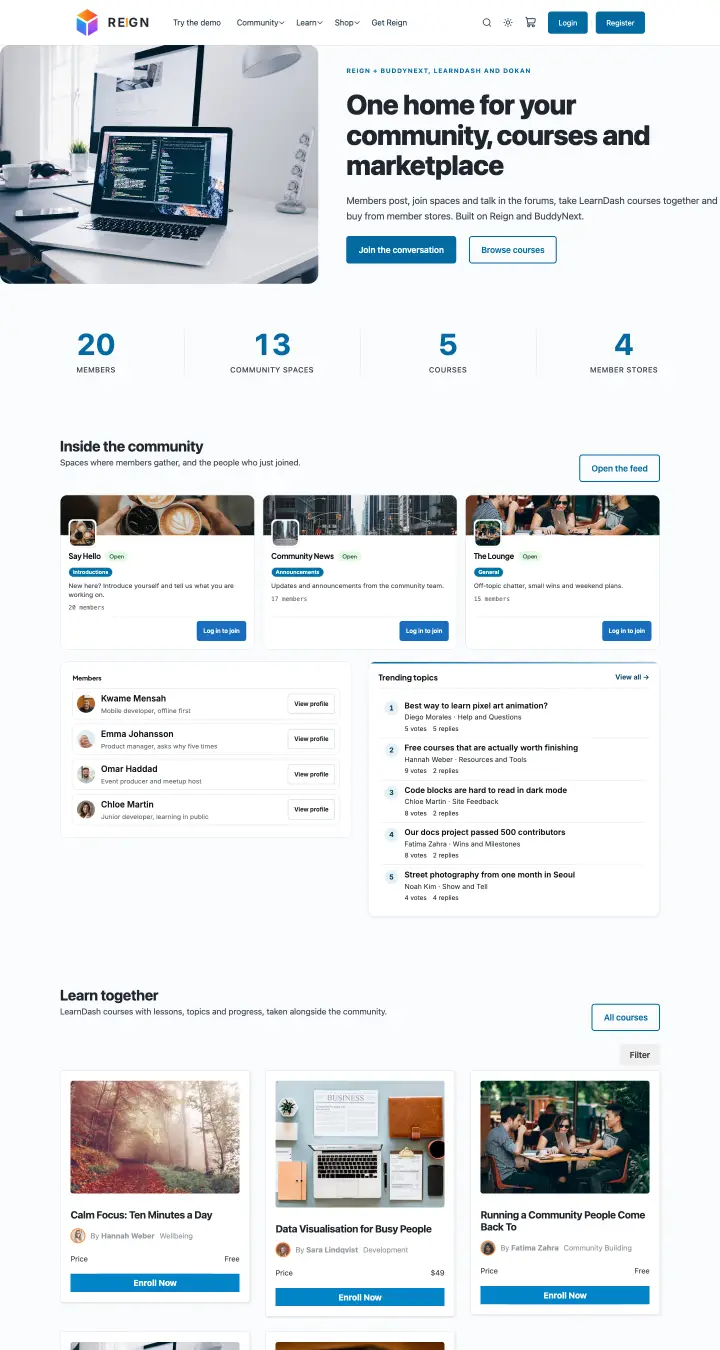 REIGN
Try the demo
Community
Learn
Shop
Get Reign
Login
Register
REIGN + BUDDYNEXT, LEARNDASH AND DOKAN
One home for your
community, courses and
marketplace
Members post, join spaces and talk in the forums, take LearnDash courses together and
buy from member stores. Built on Reign and BuddyNext.
Join the conversation
Browse courses
20
MEMBERS
13
COMMUNITY SPACES
5
COURSES
4
MEMBER STORES
Inside the community
Spaces where members gather, and the people who just joined.
Open the feed
Say Hello Open
Introductions
New here? Introduce yourself and tell us what you are
working on.
20 members
Log in to join
Community News Open
Announcements
Updates and announcements from the community team.
17 members
Log in to join
The Lounge Open
General
Off-topic chatter, small wins and weekend plans.
15 members
Log in to join
Members
Kwame Mensah
Mobile developer, offline first
View profile
Emma Johansson
Product manager, asks why five times
View profile
Omar Haddad
Event producer and meetup host
View profile
Chloe Martin
Junior developer, learning in public
View profile
Trending topics
View all →
1
Best way to learn pixel art animation?
Diego Morales · Help and Questions
5 votes 5 replies
2
Free courses that are actually worth finishing
Hannah Weber · Resources and Tools
9 votes 2 replies
3
Code blocks are hard to read in dark mode
Chloe Martin · Site Feedback
8 votes 2 replies
4
Our docs project passed 500 contributors
Fatima Zahra · Wins and Milestones
8 votes 2 replies
5
Street photography from one month in Seoul
Noah Kim · Show and Tell
4 votes 4 replies
Learn together
LearnDash courses with lessons, topics and progress, taken alongside the community.
All courses
Filter
Calm Focus: Ten Minutes a Day
By Hannah Weber Wellbeing
Price Free
Enroll Now
BUSINESS
Data Visualisation for Busy People
By Sara Lindqvist Development
Price $49
Enroll Now
Running a Community People Come
Back To
By Fatima Zahra Community Building
Price Free
Enroll Now